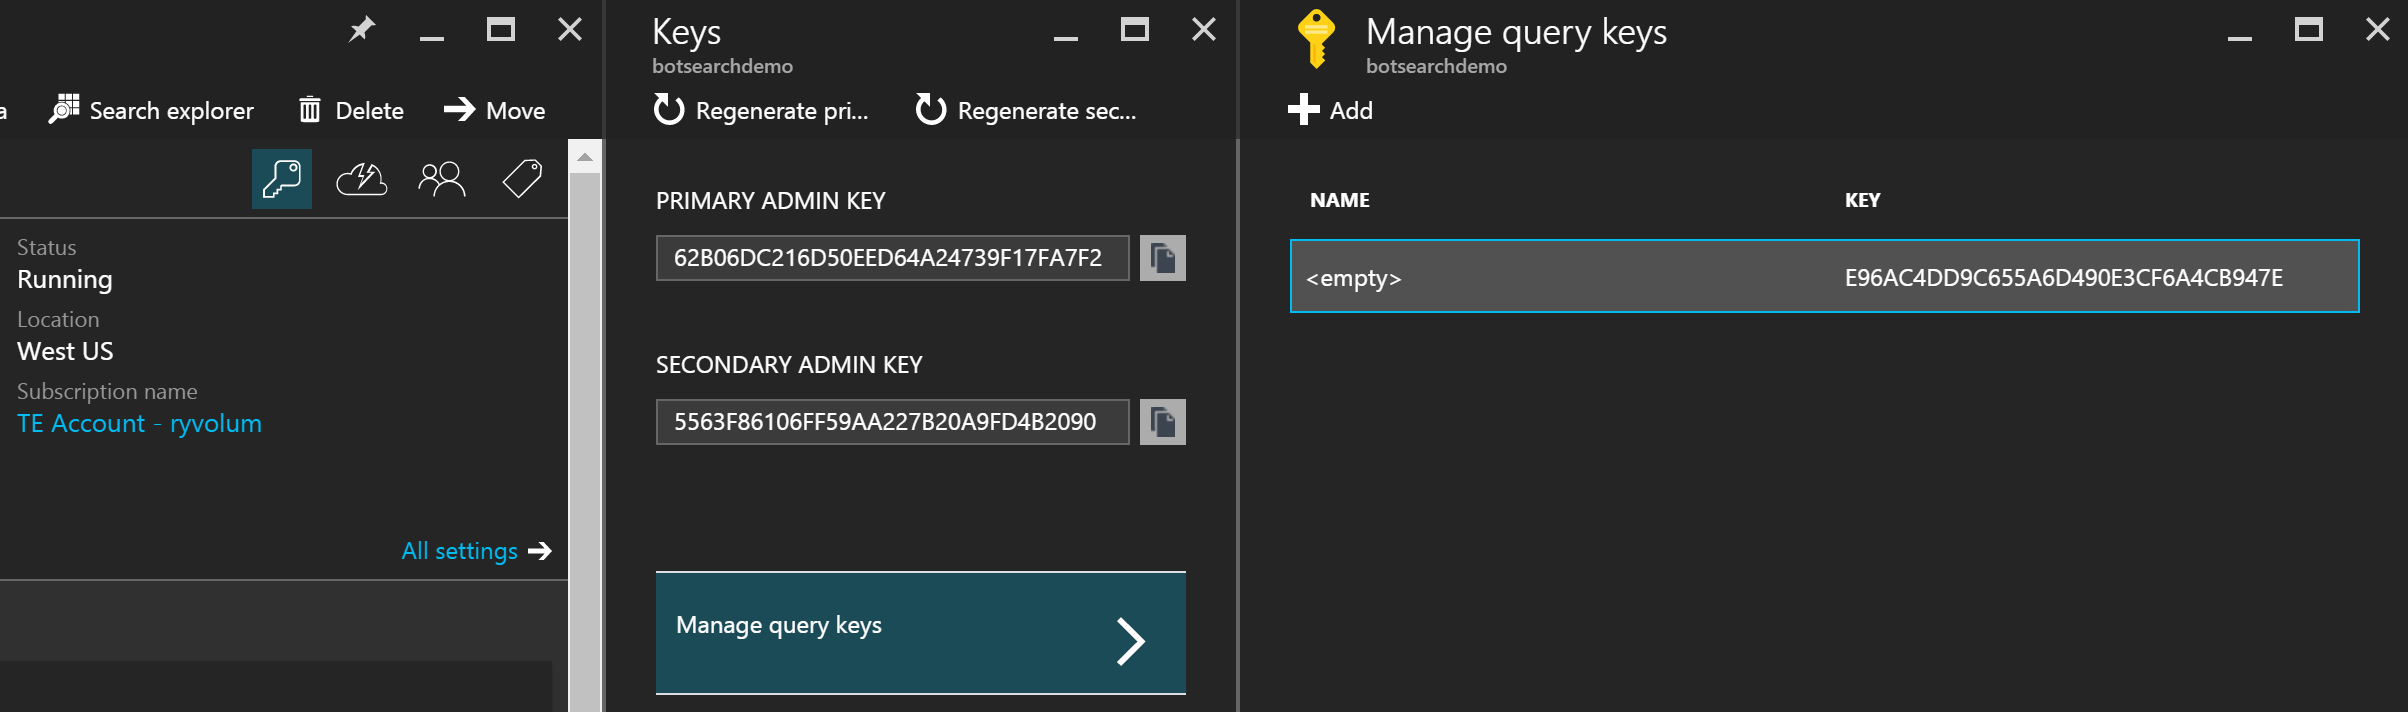 a
Search explorer
Delete
Move
Status
Running
Location
West US
Subscription name
TE Account - ryvolum
All settings
Keys
botsearchdemo
Regenerate pri...
Regenerate sec...
PRIMARY ADMIN KEY
62B06DC216D50EED64A24739F17FA7F2
SECONDARY ADMIN KEY
5563F86106FF59AA227B20A9FD4B2090
Manage query keys
Manage query keys
botsearchdemo
Add
NAME KEY
<empty> E96AC4DD9C655A6D490E3CF6A4CB947E